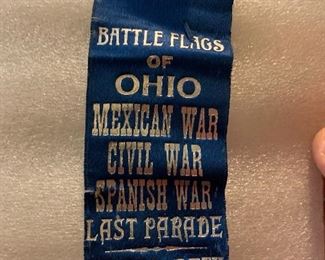 BATTLE FLAGS
OF
OHIO
MEXICAN WAR
CIVIL WAR
SPANISH WAR
LAST PARADE